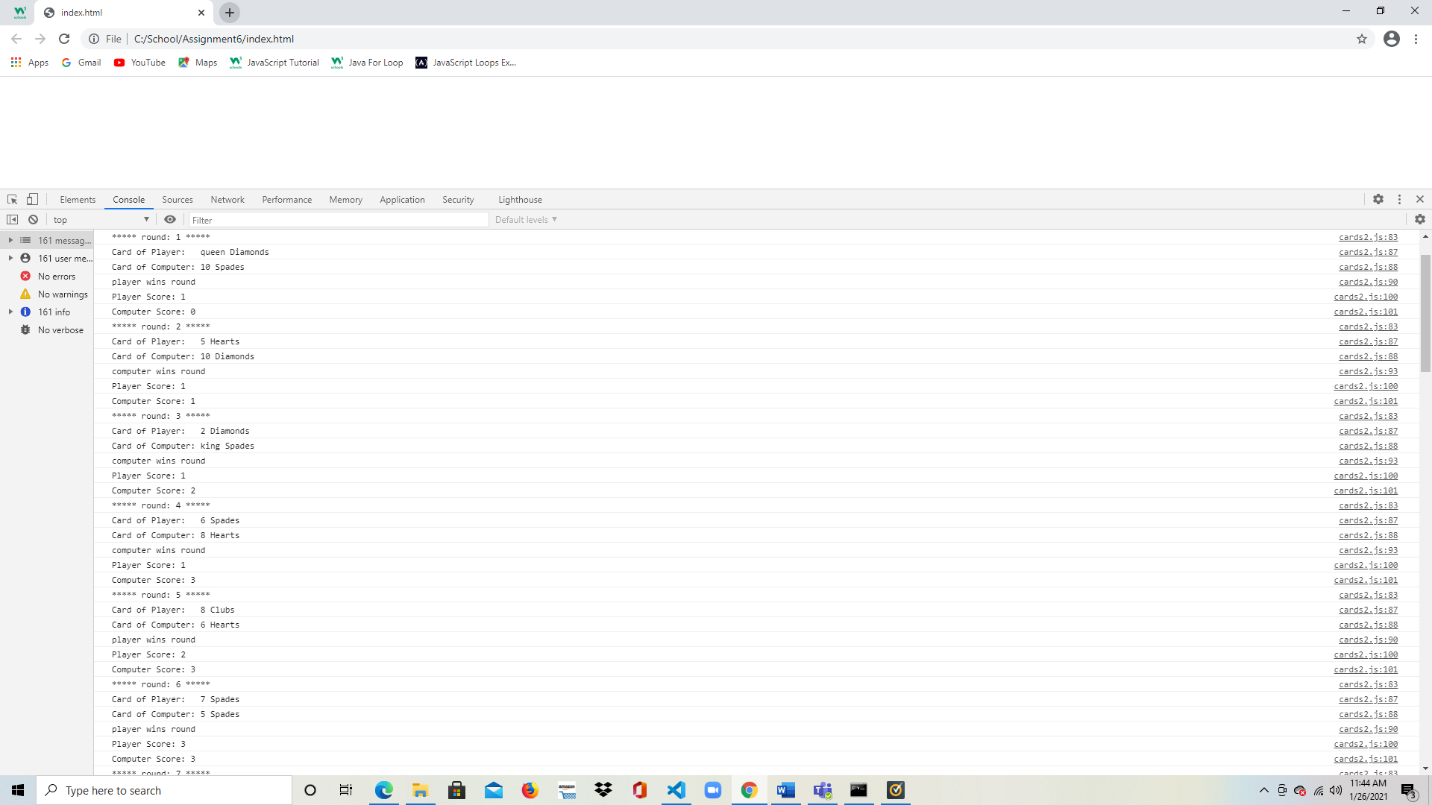 index.html
File
C:/School/Assignment6/index.html
Apps Gmail YouTube Maps JavaScript Tutorial Java For Loop JavaScript Loops Ex...
Elements Console Sources Network Performance Memory Application Security Lighthouse
top Filter Default levels
161 messag...
161 user me...
No errors
No warnings
161 info
No verbose
***** round: 1 ***** cards2.js:83
Card of Player: queen Diamonds cards2.js:87
Card of Computer: 10 Spades cards2.js:88
player wins round cards2.js:90
Player Score: 1 cards2.js:100
Computer Score: 0 cards2.js:101
***** round: 2 ***** cards2.js:83
Card of Player: 5 Hearts cards2.js:87
Card of Computer: 10 Diamonds cards2.js:88
computer wins round cards2.js:93
Player Score: 1 cards2.js:100
Computer Score: 1 cards2.js:101
***** round: 3 ***** cards2.js:83
Card of Player: 2 Diamonds cards2.js:87
Card of Computer: king Spades cards2.js:88
computer wins round cards2.js:93
Player Score: 1 cards2.js:100
Computer Score: 2 cards2.js:101
***** round: 4 ***** cards2.js:83
Card of Player: 6 Spades cards2.js:87
Card of Computer: 8 Hearts cards2.js:88
computer wins round cards2.js:93
Player Score: 1 cards2.js:100
Computer Score: 3 cards2.js:101
***** round: 5 ***** cards2.js:83
Card of Player: 8 Clubs cards2.js:87
Card of Computer: 6 Hearts cards2.js:88
player wins round cards2.js:90
Player Score: 2 cards2.js:100
Computer Score: 3 cards2.js:101
***** round: 6 ***** cards2.js:83
Card of Player: 7 Spades cards2.js:87
Card of Computer: 5 Spades cards2.js:88
player wins round cards2.js:90
Player Score: 3 cards2.js:100
Computer Score: 3 cards2.js:101
***** round: 7 ***** cards2.js:83
Type here to search
11:44 AM
1/26/2021
3